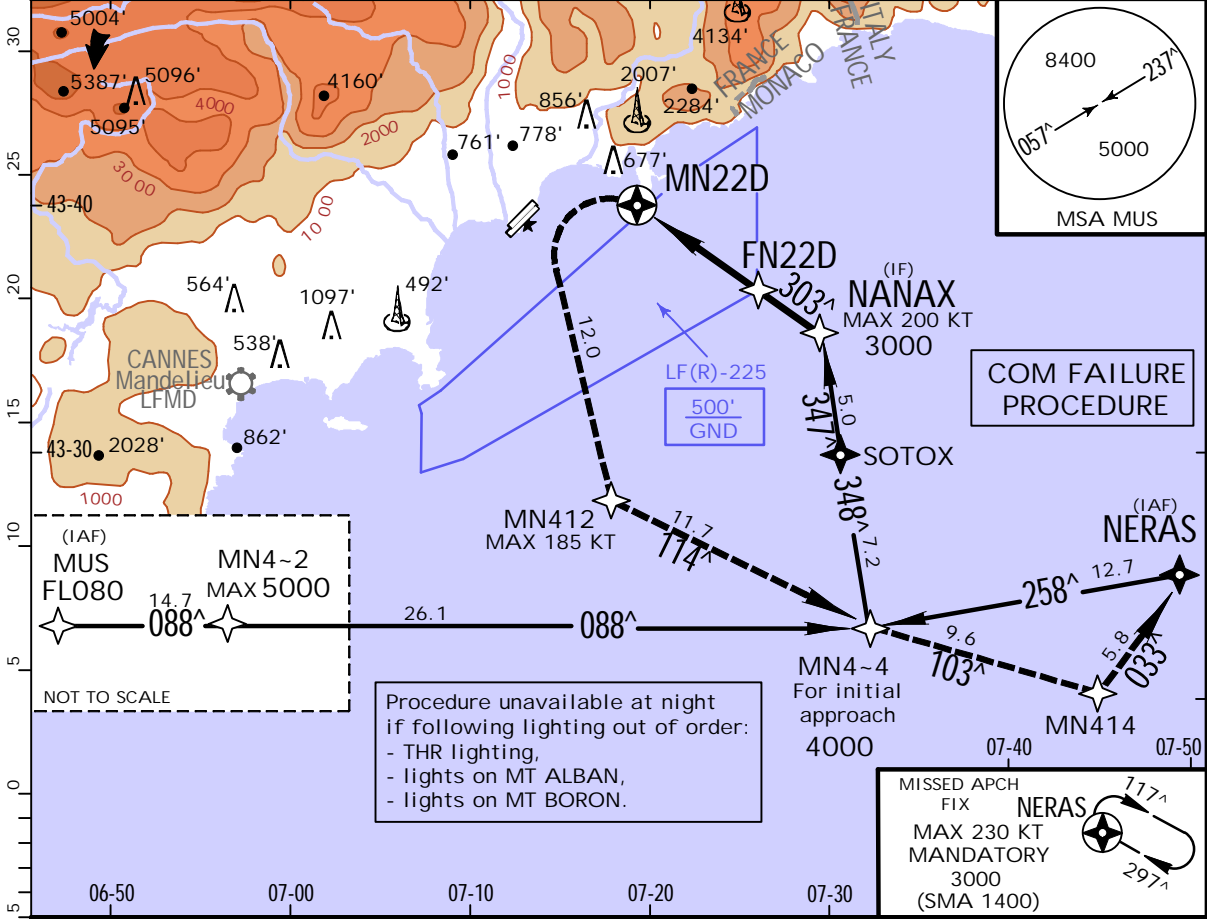 5004'
5387'
5096'
5095'
4000
3000
4160'
2000
1000
1000
761'
778'
856'
2007'
4134'
2284'
677'
FRANCE
MONACO
ITALY
FRANCE
8400
237^
057^
5000
MSA MUS
30
25
20
15
10
5
0
5
43-40
43-30
MN22D
FN22D
303^
(IF)
NANAX
MAX 200 KT
3000
564'
1097'
492'
538'
CANNES
Mandelieu
LFMD
2028'
862'
1000
12.0
LF(R)-225
500'
GND
5.0
347^
COM FAILURE
PROCEDURE
SOTOX
348^
7.2
MN412
MAX 185 KT
11.7
114^
(IAF)
NERAS
12.7
258^
(IAF)
MUS
FL080
14.7
088^
MN4~2
MAX 5000
26.1
088^
NOT TO SCALE
9.6
103^
5.8
033^
MN4~4
For initial
approach
4000
MN414
Procedure unavailable at night
if following lighting out of order:
- THR lighting,
- lights on MT ALBAN,
- lights on MT BORON.
07-40
07-50
MISSED APCH
FIX
NERAS
MAX 230 KT
MANDATORY
3000
(SMA 1400)
117^
297^
06-50
07-00
07-10
07-20
07-30